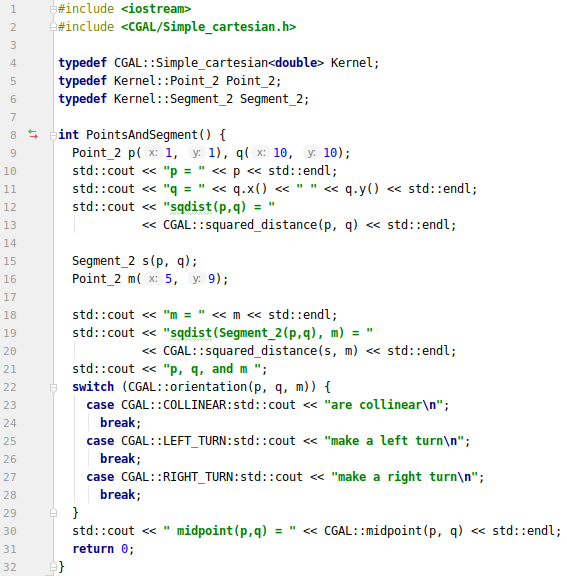 1 #include <iostream>
2 #include <CGAL/Simple_cartesian.h>
3
4 typedef CGAL::Simple_cartesian<double> Kernel;
5 typedef Kernel::Point_2 Point_2;
6 typedef Kernel::Segment_2 Segment_2;
7
8 int PointsAndSegment() {
9   Point_2 p( x: 1, y: 1), q( x: 10, y: 10);
10   std::cout << "p = " << p << std::endl;
11   std::cout << "q = " << q.x() << " " << q.y() << std::endl;
12   std::cout << "sqdist(p,q) = "
13             << CGAL::squared_distance(p, q) << std::endl;
14
15   Segment_2 s(p, q);
16   Point_2 m( x: 5, y: 9);
17
18   std::cout << "m = " << m << std::endl;
19   std::cout << "sqdist(Segment_2(p,q), m) = "
20             << CGAL::squared_distance(s, m) << std::endl;
21   std::cout << "p, q, and m ";
22   switch (CGAL::orientation(p, q, m)) {
23     case CGAL::COLLINEAR:std::cout << "are collinear\n";
24       break;
25     case CGAL::LEFT_TURN:std::cout << "make a left turn\n";
26       break;
27     case CGAL::RIGHT_TURN:std::cout << "make a right turn\n";
28       break;
29   }
30   std::cout << " midpoint(p,q) = " << CGAL::midpoint(p, q) << std::endl;
31   return 0;
32 }